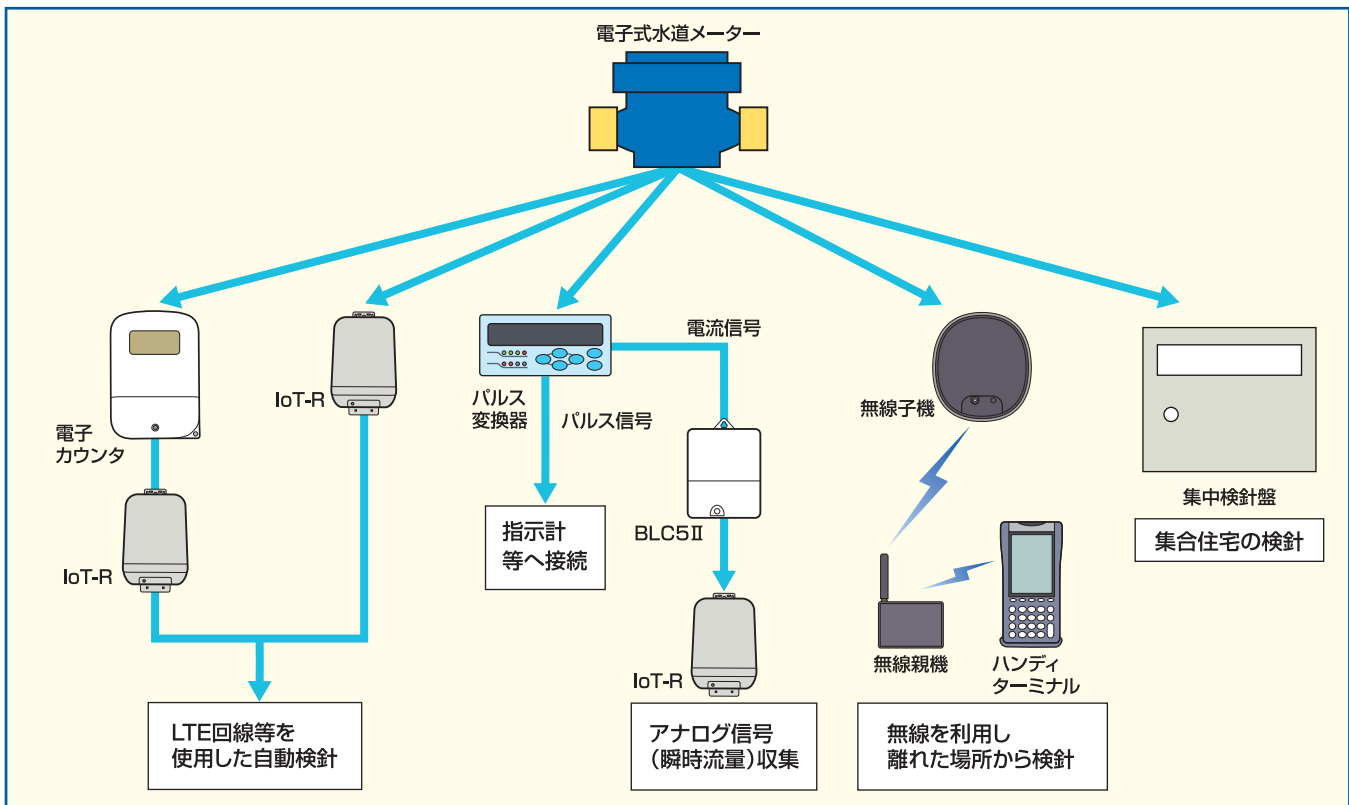 電子式水道メーター
電子
カウンタ
IoT-R
IoT-R
LTE回線等を
使用した自動検針
パルス
変換器
パルス信号
指示計
等へ接続
電流信号
BLC5Ⅱ
IoT-R
アナログ信号
(瞬時流量)収集
無線子機
無線親機
ハンディ
ターミナル
無線を利用し
離れた場所から検針
集中検針盤
集合住宅の検針